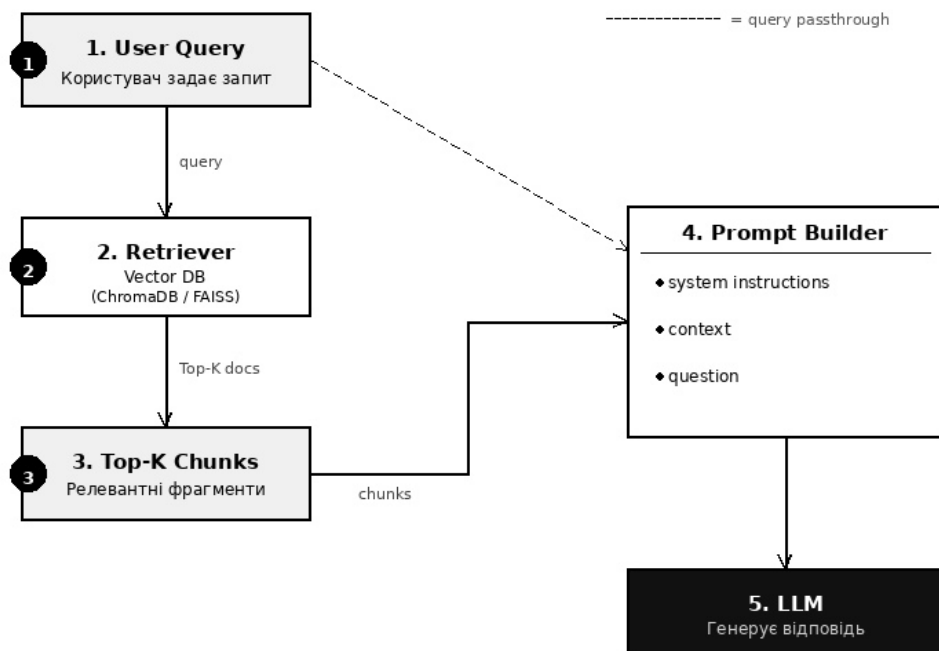 = query passthrough
1
1. User Query
Користувач задає запит
query
2
2. Retriever
Vector DB
(ChromaDB / FAISS)
Top-K docs
3
3. Top-K Chunks
Релевантні фрагменти
chunks
4. Prompt Builder
◆ system instructions
◆ context
◆ question
5. LLM
Генерує відповідь